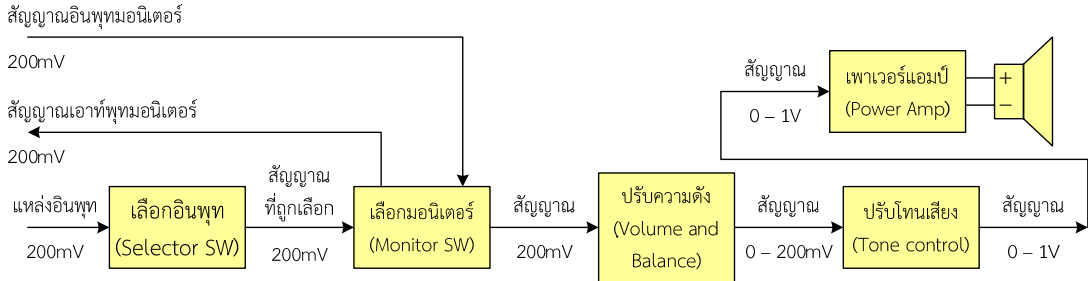 สัญญาณอินพุทมอนิเตอร์
200mV
สัญญาณเอาท์พุทมอนิเตอร์
200mV
แหล่งอินพุท
200mV
เลือกอินพุท
(Selector SW)
สัญญาณ
ที่ถูกเลือก
200mV
เลือกมอนิเตอร์
(Monitor SW)
สัญญาณ
200mV
ปรับความดัง
(Volume and
Balance)
สัญญาณ
0 – 200mV
ปรับโทนเสียง
(Tone control)
สัญญาณ
0 – 1V
สัญญาณ
0 – 1V
เพาเวอร์แอมป์
(Power Amp)
+
−